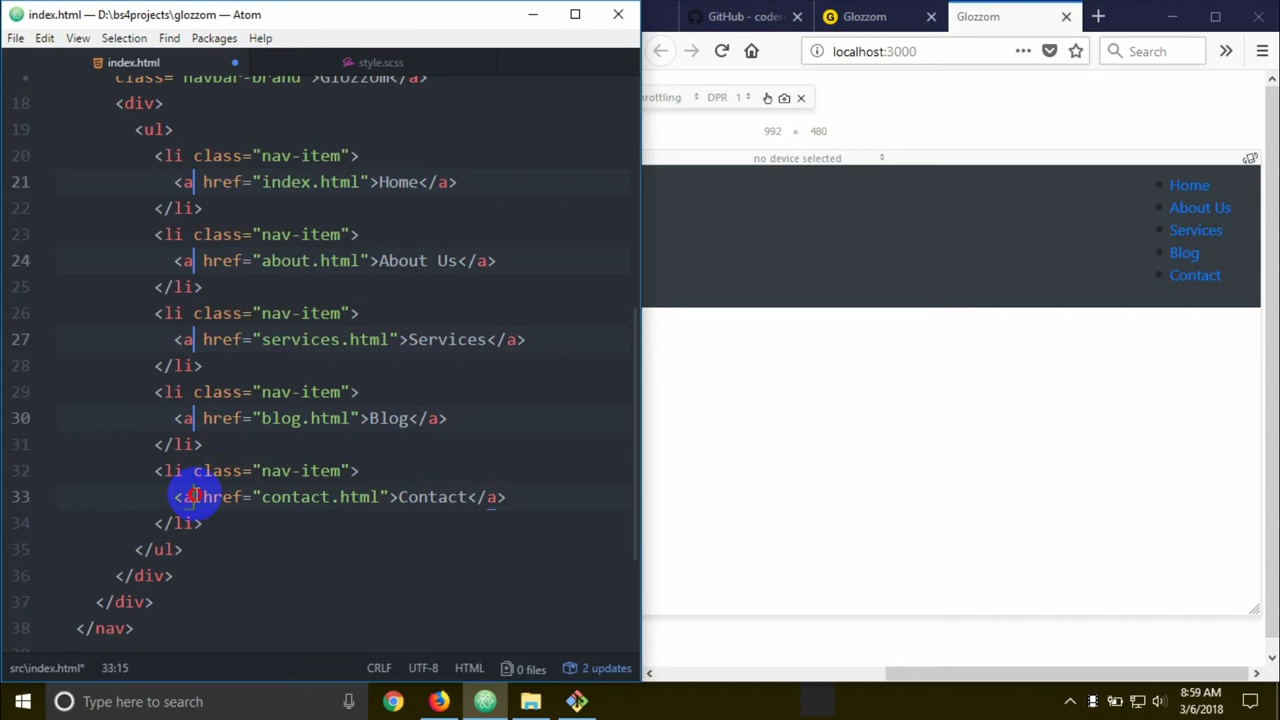 index.html — D:\bs4projects\glozzom — Atom
File Edit View Selection Find Packages Help
index.html style.scss
class="navbar-brand">Glozzom</a>
18 <div>
19 <ul>
20 <li class="nav-item">
21 <a href="index.html">Home</a>
22 </li>
23 <li class="nav-item">
24 <a href="about.html">About Us</a>
25 </li>
26 <li class="nav-item">
27 <a href="services.html">Services</a>
28 </li>
29 <li class="nav-item">
30 <a href="blog.html">Blog</a>
31 </li>
32 <li class="nav-item">
33 <a href="contact.html">Contact</a>
34 </li>
35 </ul>
36 </div>
37 </div>
38 </nav>
src\index.html* 33:15 CRLF UTF-8 HTML 0 files 2 updates
GitHub - coder Glozzom Glozzom
localhost:3000 Search
rottling DPR 1
992 × 480
no device selected
Home
About Us
Services
Blog
Contact
Type here to search
8:59 AM
3/6/2018